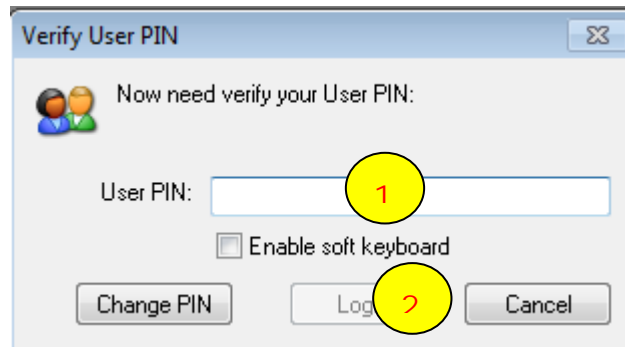 Verify User PIN
Now need verify your User PIN:
User PIN:
1
Enable soft keyboard
Change PIN
Log
2
Cancel